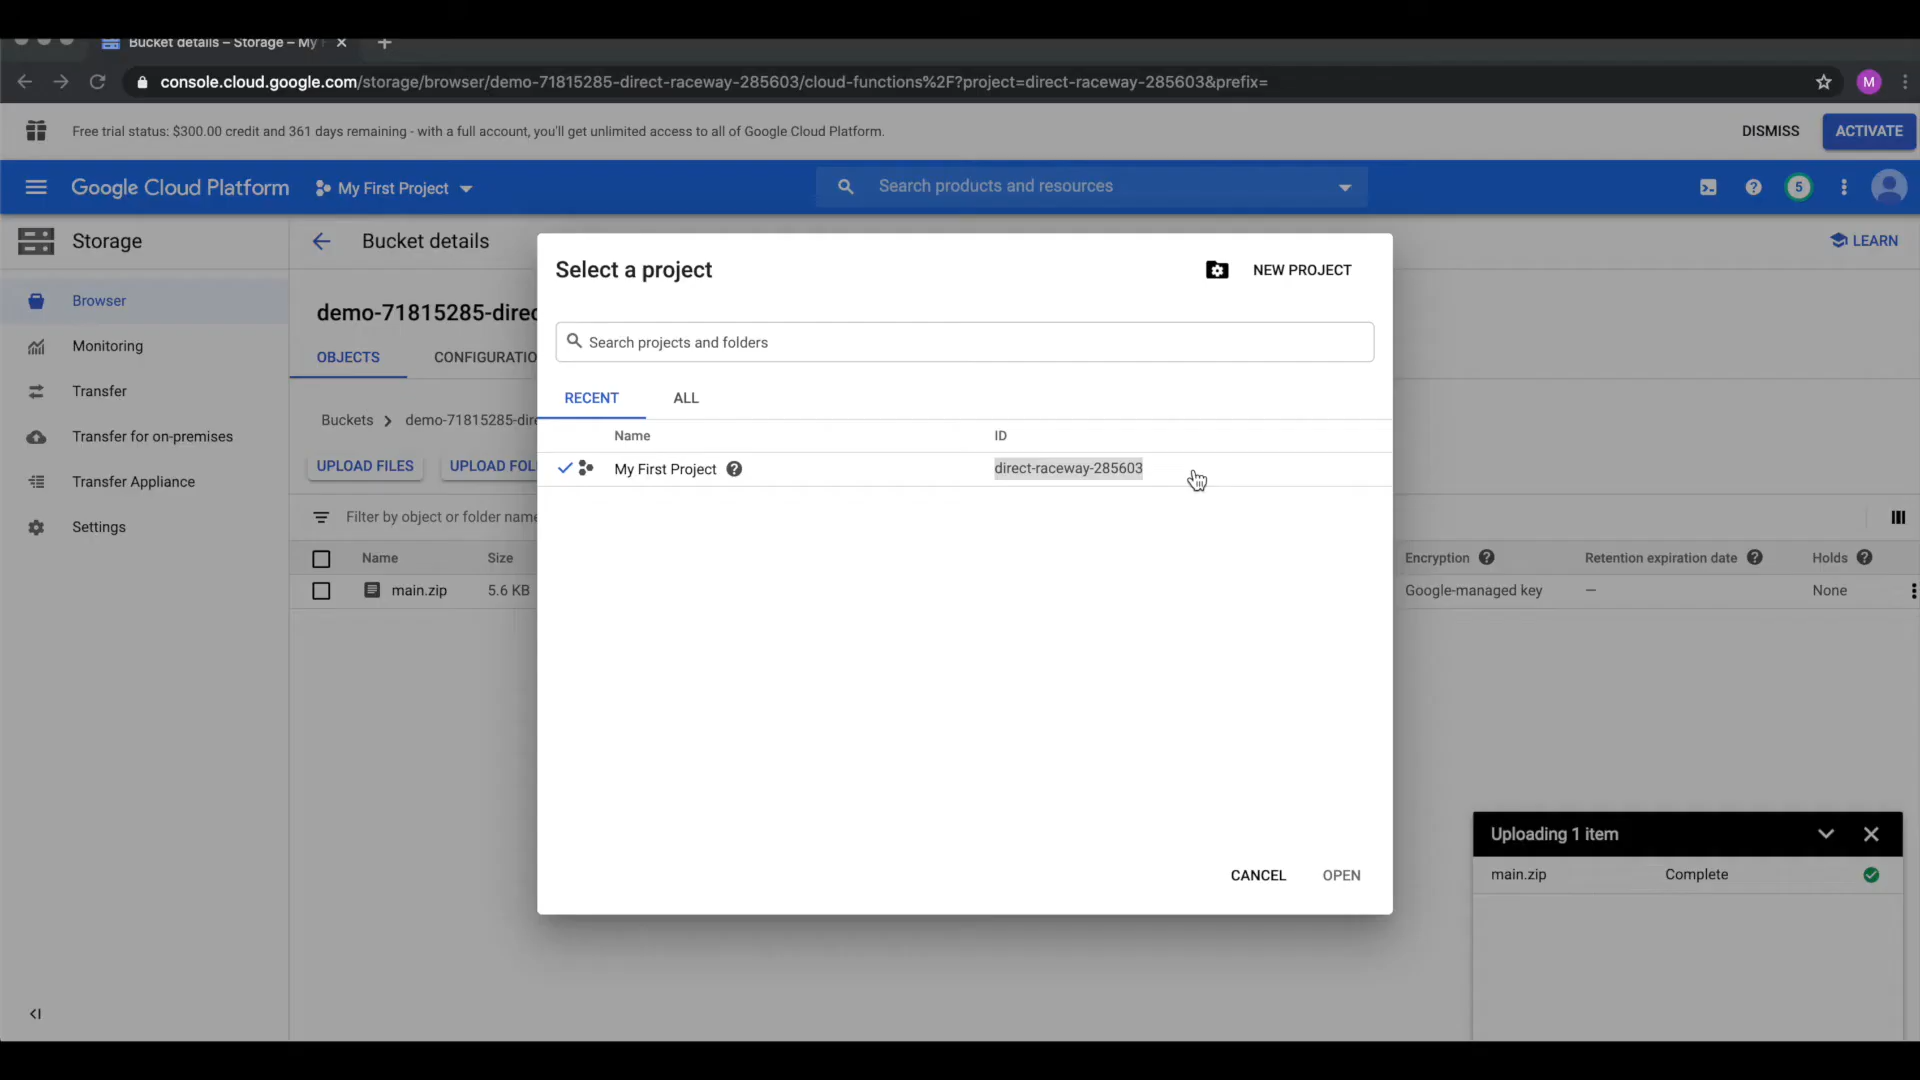 Bucket details – Storage – My
console.cloud.google.com/storage/browser/demo-71815285-direct-raceway-285603/cloud-functions%2F?project=direct-raceway-285603&prefix=
M
Free trial status: $300.00 credit and 361 days remaining - with a full account, you'll get unlimited access to all of Google Cloud Platform.
DISMISS
ACTIVATE
Google Cloud Platform
My First Project
Search products and resources
5
Storage
Bucket details
LEARN
Browser
Monitoring
Transfer
Transfer for on-premises
Transfer Appliance
Settings
demo-71815285-direc
OBJECTS
CONFIGURATIO
Buckets
demo-71815285-dire
UPLOAD FILES
UPLOAD FOL
Filter by object or folder name
Name
Size
Encryption
Retention expiration date
Holds
main.zip
5.6 KB
Google-managed key
—
None
Select a project
NEW PROJECT
Search projects and folders
RECENT
ALL
Name
ID
My First Project
direct-raceway-285603
CANCEL
OPEN
Uploading 1 item
main.zip
Complete